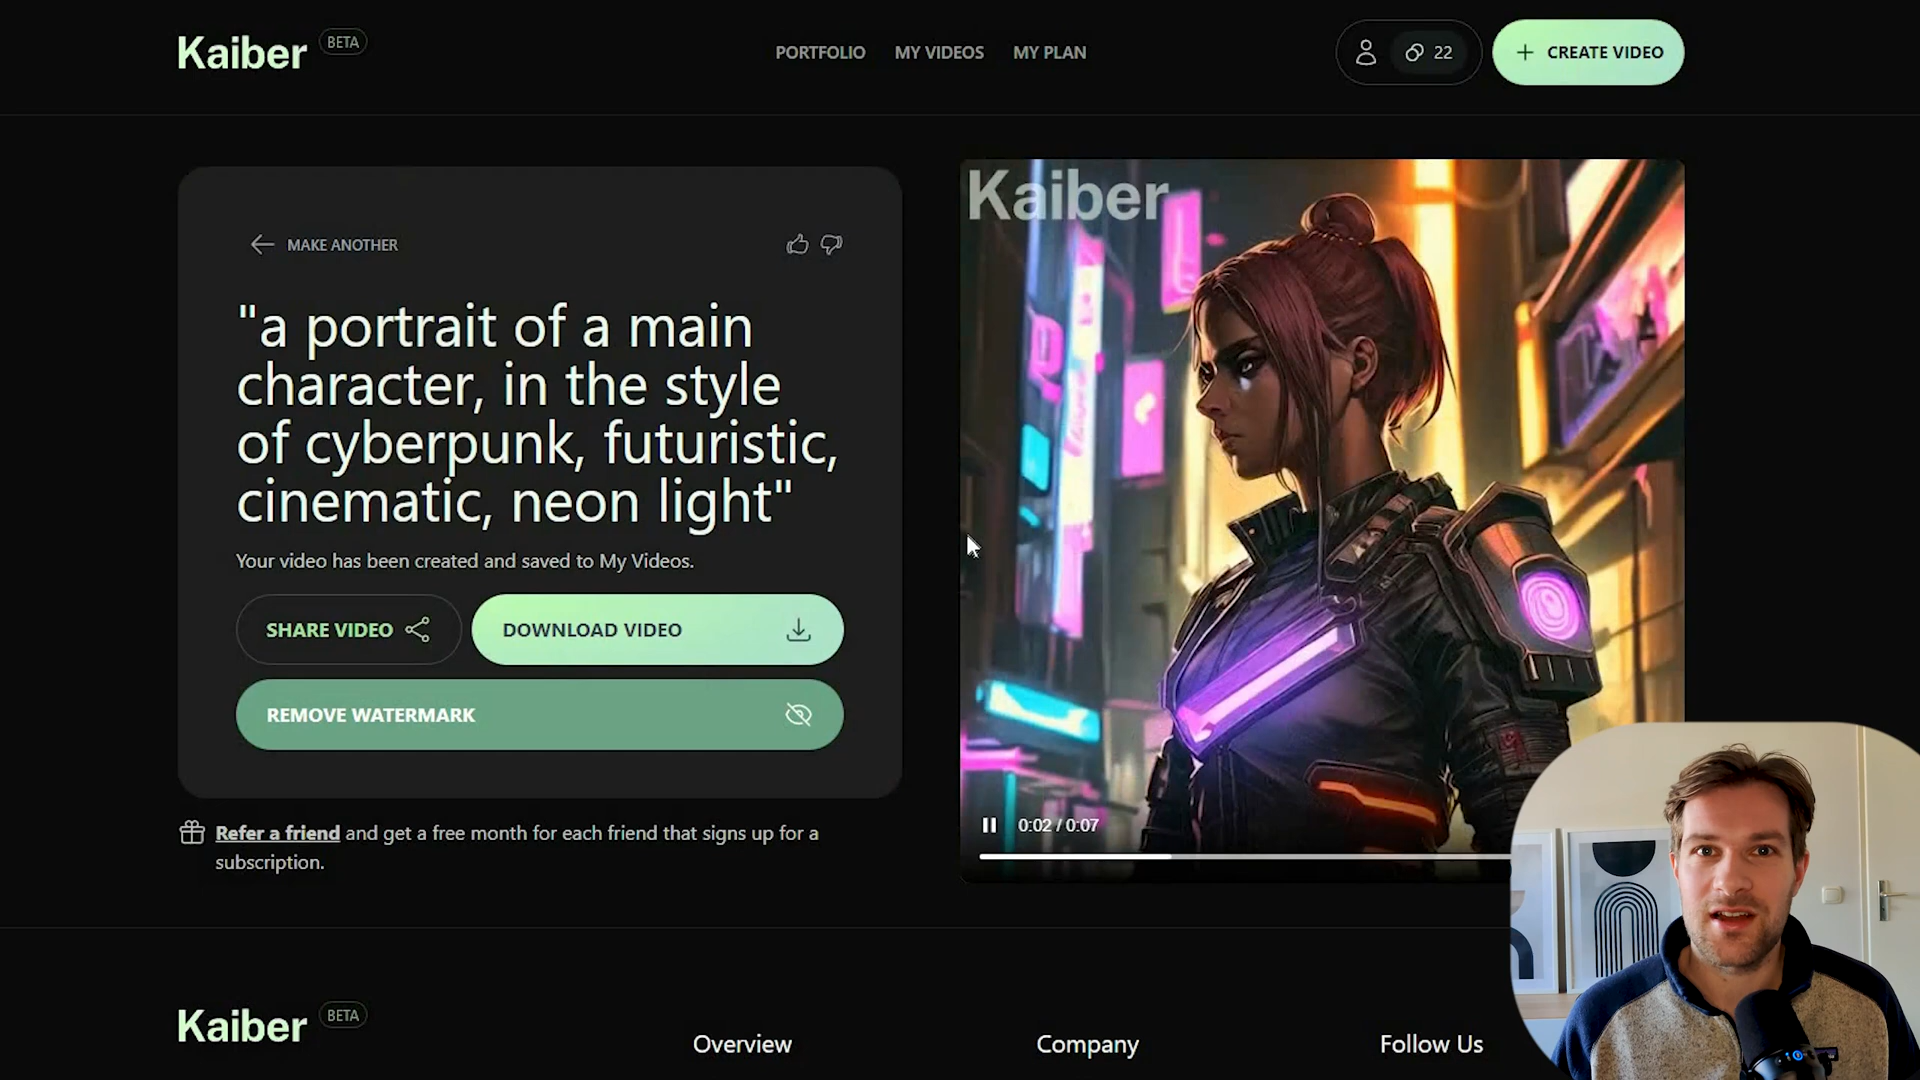 Kaiber BETA
PORTFOLIO MY VIDEOS MY PLAN
22
CREATE VIDEO
MAKE ANOTHER
"a portrait of a main
character, in the style
of cyberpunk, futuristic,
cinematic, neon light"
Your video has been created and saved to My Videos.
SHARE VIDEO
DOWNLOAD VIDEO
REMOVE WATERMARK
Refer a friend and get a free month for each friend that signs up for a
subscription.
Kaiber
0:02 / 0:07
Kaiber BETA
Overview
Company
Follow Us